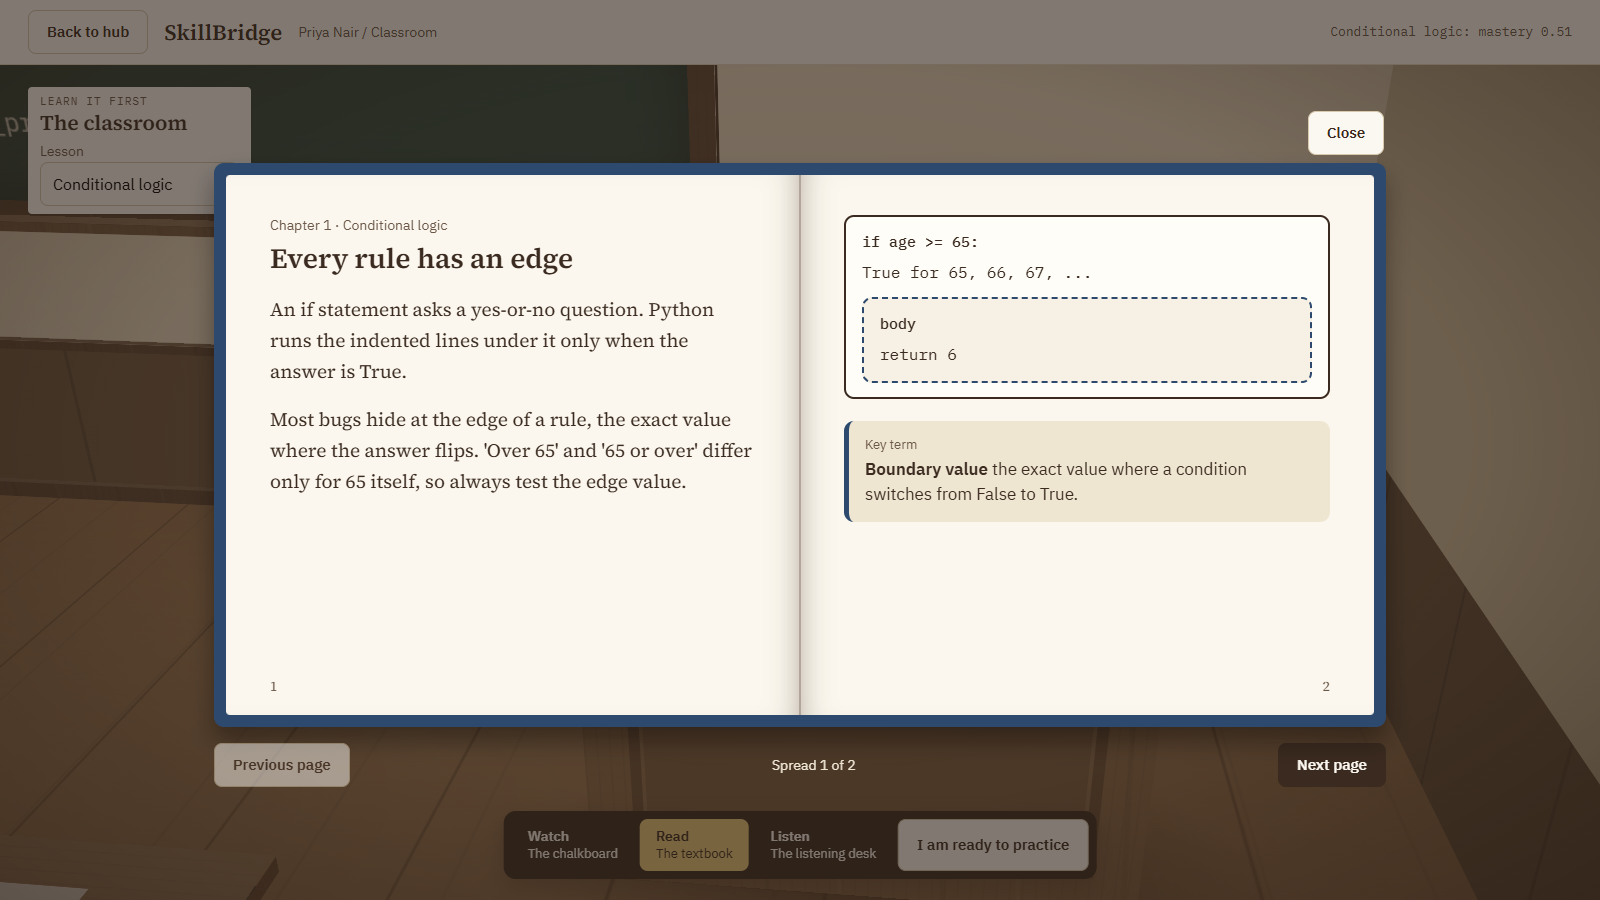 Back to hub
SkillBridge
Priya Nair / Classroom
Conditional logic: mastery 0.51
LEARN IT FIRST
The classroom
Lesson
Conditional logic
Close
Chapter 1 · Conditional logic
Every rule has an edge
An if statement asks a yes-or-no question. Python
runs the indented lines under it only when the
answer is True.
Most bugs hide at the edge of a rule, the exact value
where the answer flips. 'Over 65' and '65 or over' differ
only for 65 itself, so always test the edge value.
1
if age >= 65:
True for 65, 66, 67, ...
body
return 6
Key term
Boundary value the exact value where a condition
switches from False to True.
2
Previous page
Spread 1 of 2
Next page
Watch
The chalkboard
Read
The textbook
Listen
The listening desk
I am ready to practice